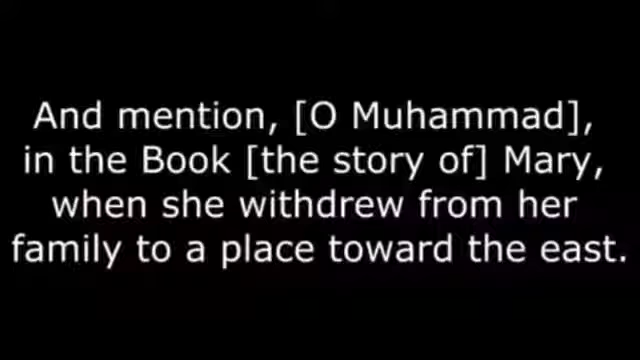 And mention, [O Muhammad],
in the Book [the story of] Mary,
when she withdrew from her
family to a place toward the east.